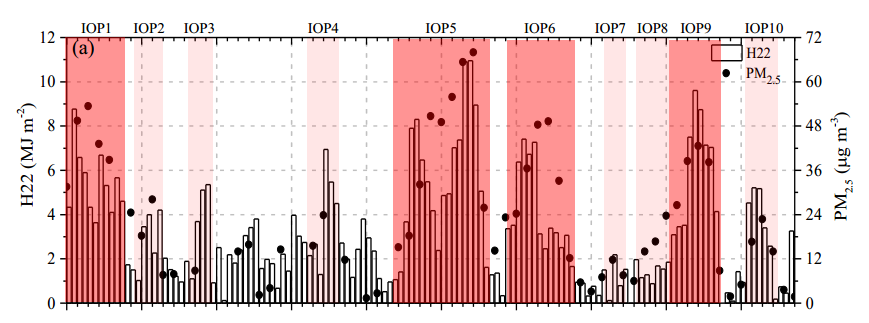 IOP1 IOP2 IOP3 IOP4 IOP5 IOP6 IOP7 IOP8 IOP9 IOP10
(a)
H22
PM2.5
12
10
8
6
4
2
0
H22 (MJ m-2)
72
60
48
36
24
12
0
PM2.5 (μg m-3)